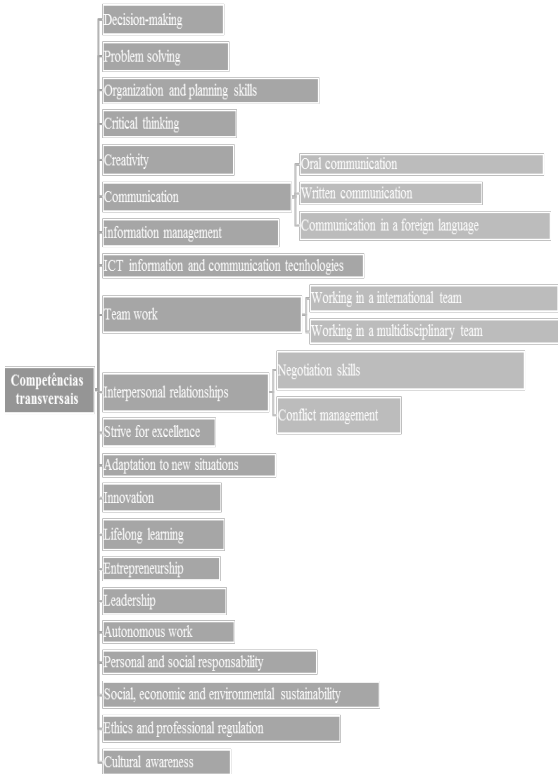 Decision-making
Problem solving
Organization and planning skills
Critical thinking
Creativity
Communication
Oral communication
Written communication
Communication in a foreign language
Information management
ICT information and communication tecnhologies
Team work
Working in a international team
Working in a multidisciplinary team
Competências
transversais
Interpersonal relationships
Negotiation skills
Conflict management
Strive for excellence
Adaptation to new situations
Innovation
Lifelong learning
Entrepreneurship
Leadership
Autonomous work
Personal and social responsability
Social, economic and environmental sustainability
Ethics and professional regulation
Cultural awareness